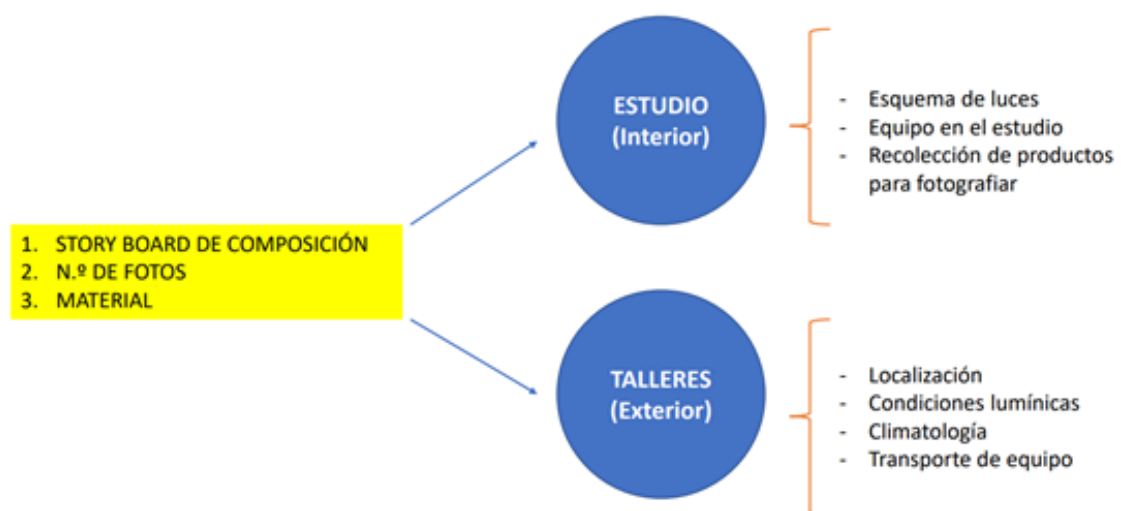 1. STORY BOARD DE COMPOSICIÓN
2. N.º DE FOTOS
3. MATERIAL
ESTUDIO
(Interior)
- Esquema de luces
- Equipo en el estudio
- Recolección de productos
para fotografiar
TALLERES
(Exterior)
- Localización
- Condiciones lumínicas
- Climatología
- Transporte de equipo